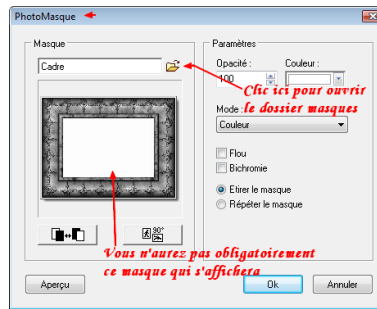 PhotoMasque
Masque
Cadre
Paramètres
Opacité :
Couleur :
100
Clic ici pour ouvrir
le dossier masques
Mode :
Couleur
Flou
Bichromie
Etirer le masque
Répéter le masque
90°
Vous n'aurez pas obligatoirement
ce masque qui s'affichera
Aperçu
Ok
Annuler